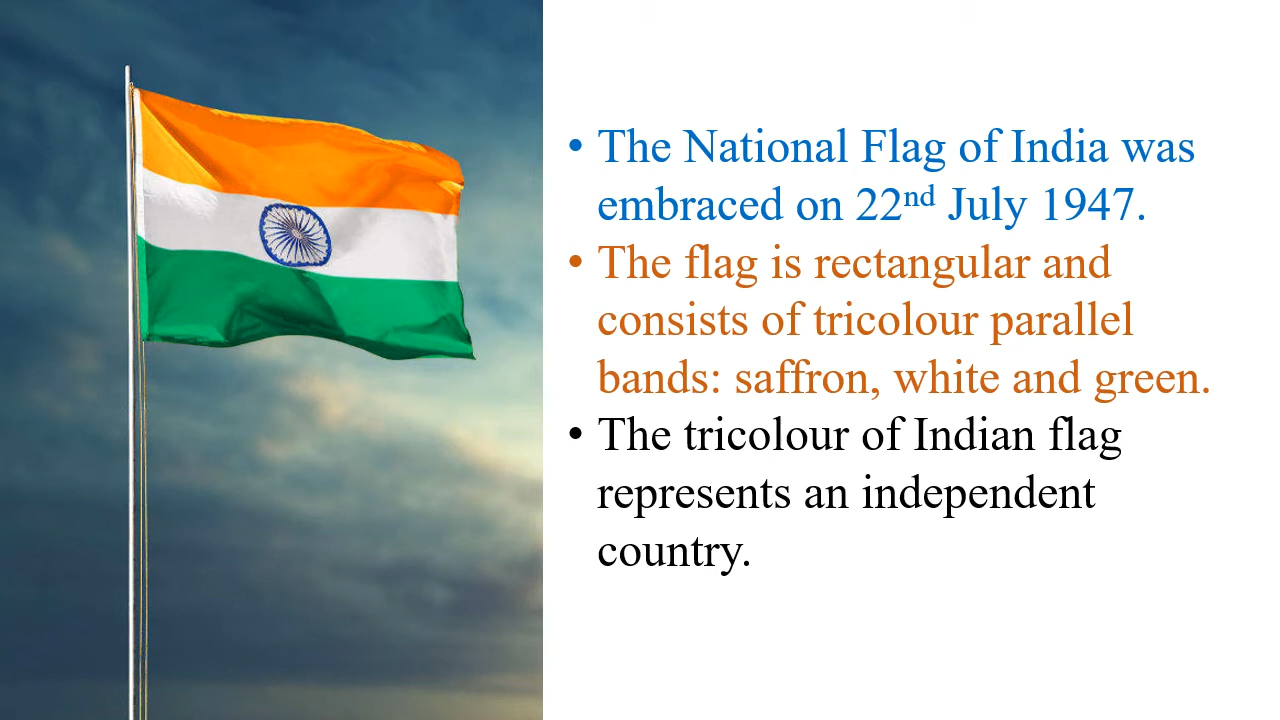 • The National Flag of India was
embraced on 22nd July 1947.
• The flag is rectangular and
consists of tricolour parallel
bands: saffron, white and green.
• The tricolour of Indian flag
represents an independent
country.